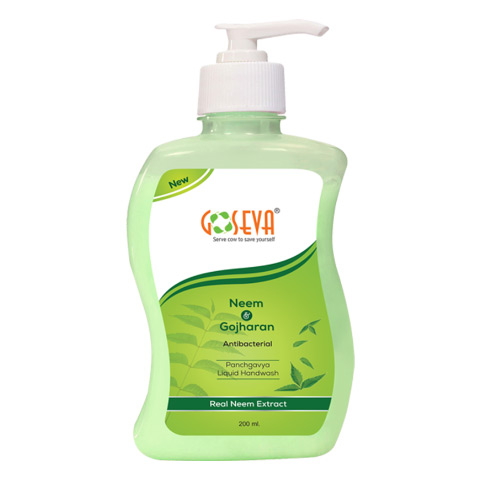 New
GOSEVA®
Serve cow to save yourself
Neem
&
Gojharan
Antibacterial
Panchgavya
Liquid Handwash
Real Neem Extract
200 ml.